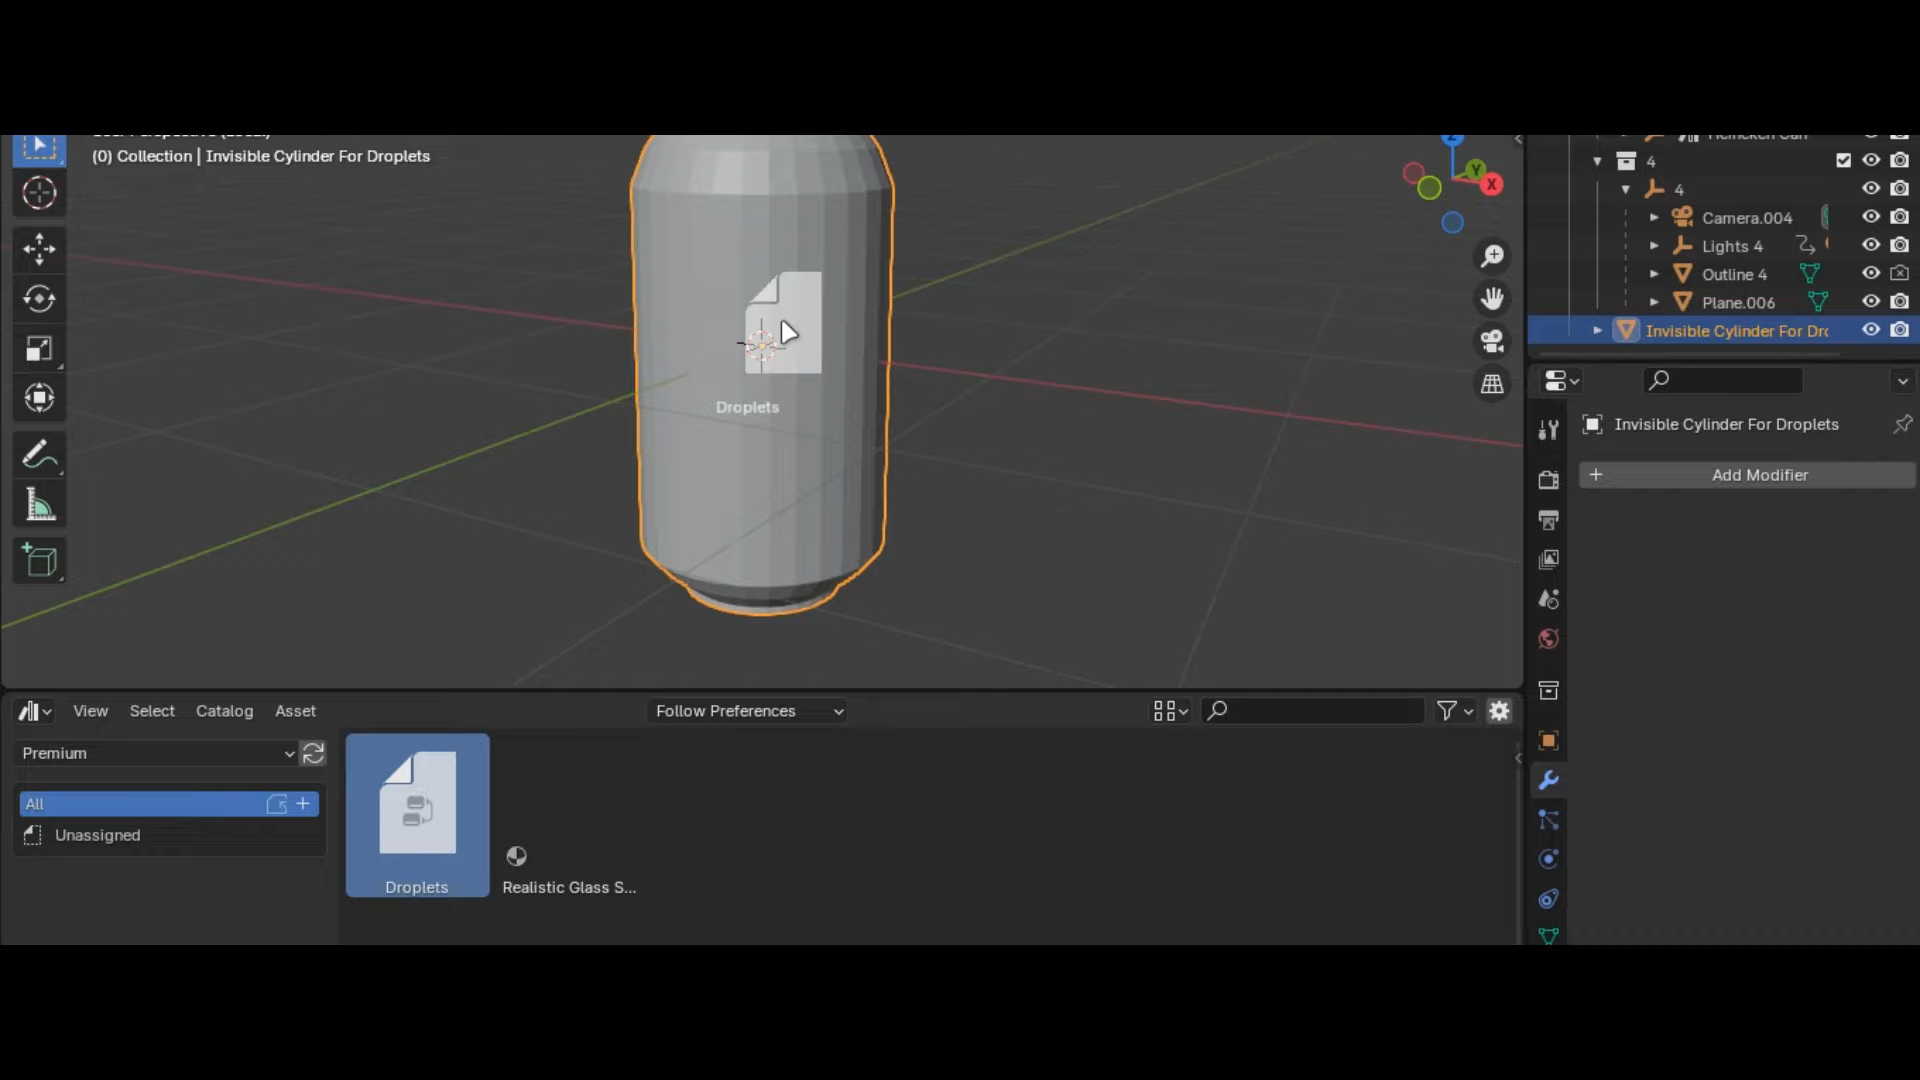 (0) Collection | Invisible Cylinder For Droplets
Z
Y
X
Droplets
4
4
Camera.004
Lights 4
Outline 4
Plane.006
Invisible Cylinder For Dro
Invisible Cylinder For Droplets
+ Add Modifier
View Select Catalog Asset
Follow Preferences
Premium
All
Unassigned
Droplets
Realistic Glass S...